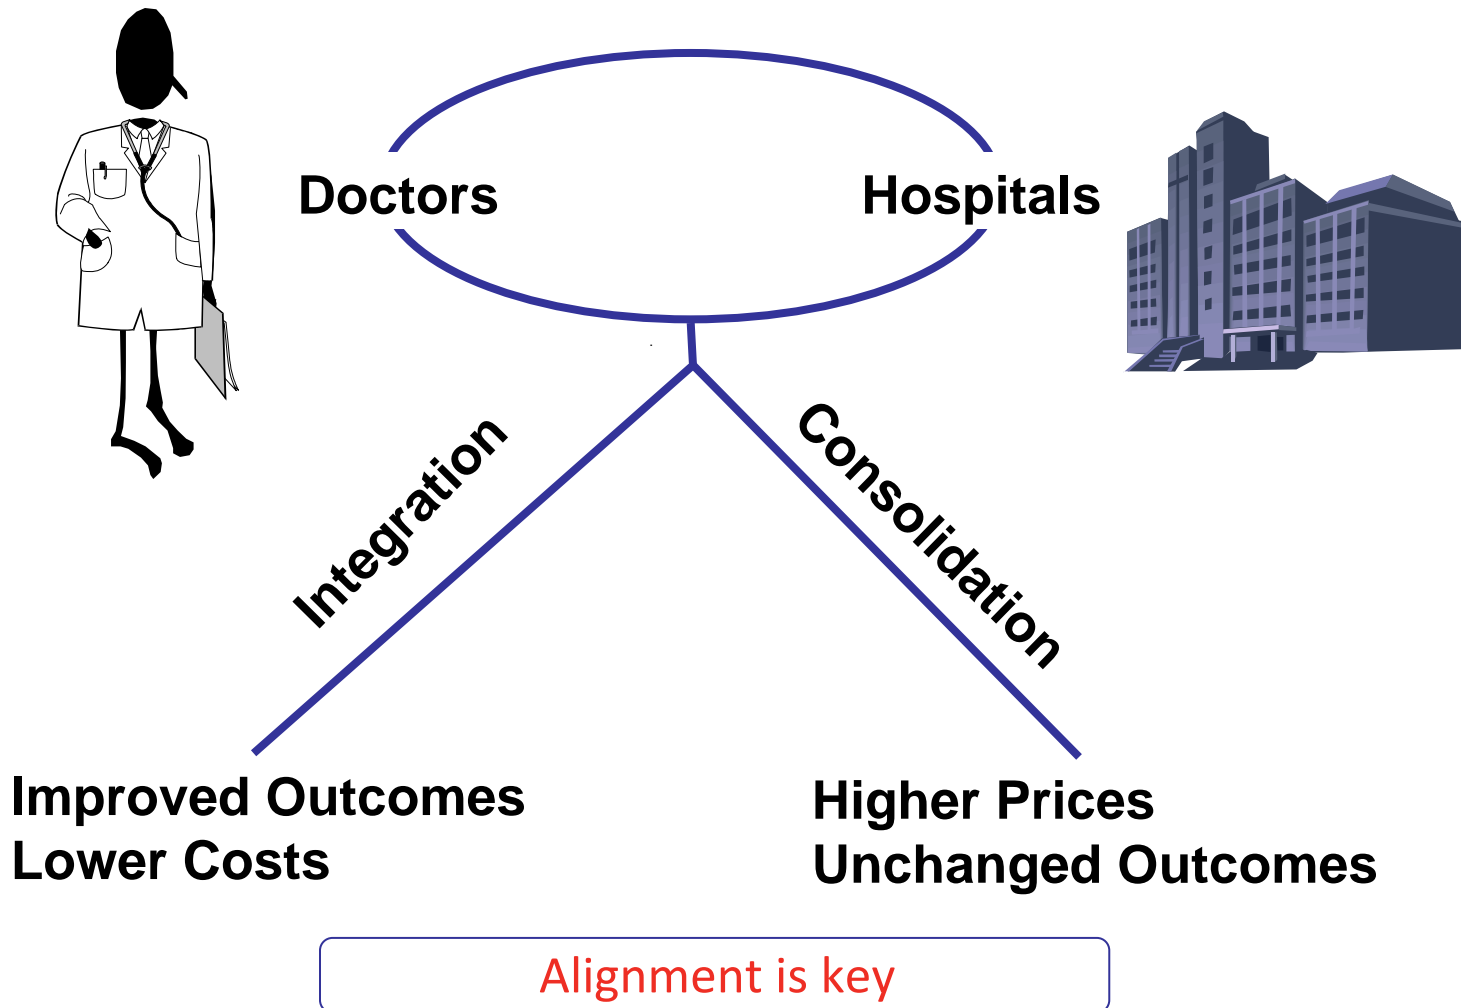 Doctors
Hospitals
Integration
Consolidation
Improved Outcomes
Lower Costs
Higher Prices
Unchanged Outcomes
Alignment is key